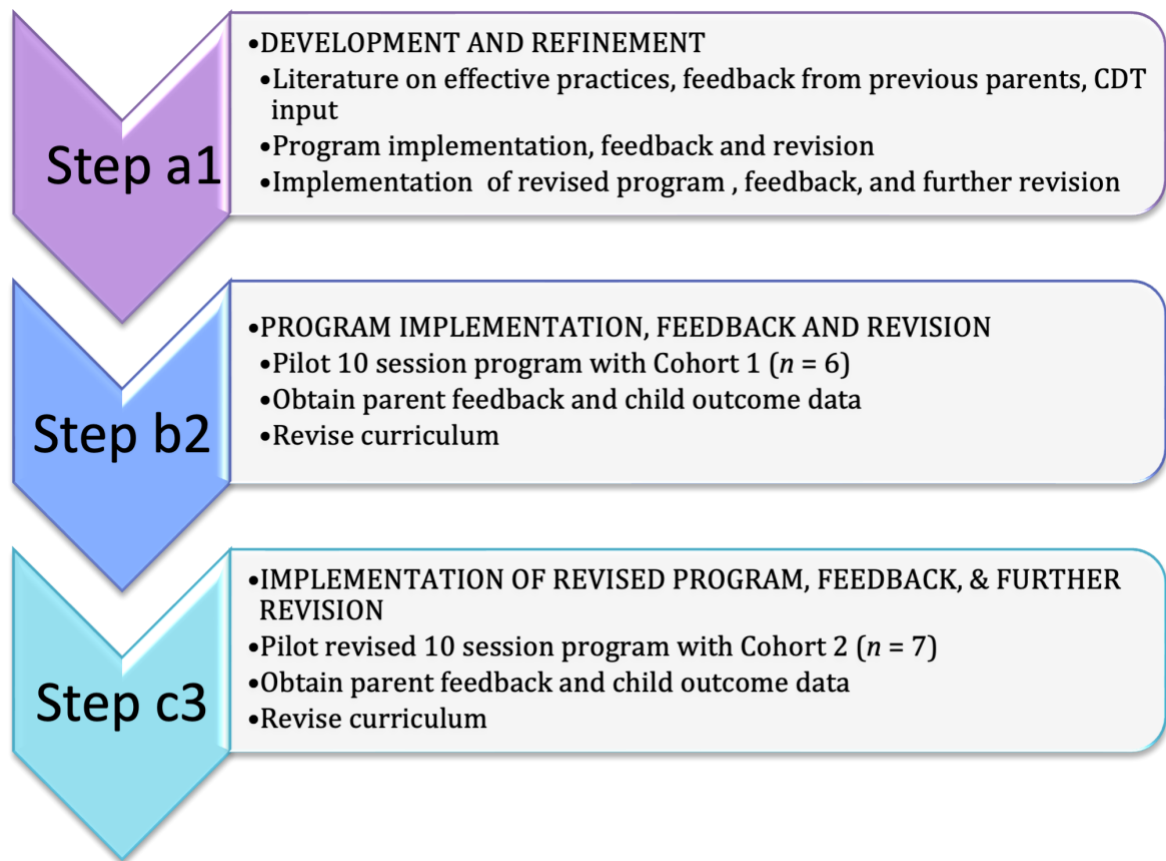 Step a1
•DEVELOPMENT AND REFINEMENT
•Literature on effective practices, feedback from previous parents, CDT
input
•Program implementation, feedback and revision
•Implementation of revised program , feedback, and further revision
Step b2
•PROGRAM IMPLEMENTATION, FEEDBACK AND REVISION
•Pilot 10 session program with Cohort 1 (n = 6)
•Obtain parent feedback and child outcome data
•Revise curriculum
Step c3
•IMPLEMENTATION OF REVISED PROGRAM, FEEDBACK, & FURTHER
REVISION
•Pilot revised 10 session program with Cohort 2 (n = 7)
•Obtain parent feedback and child outcome data
•Revise curriculum